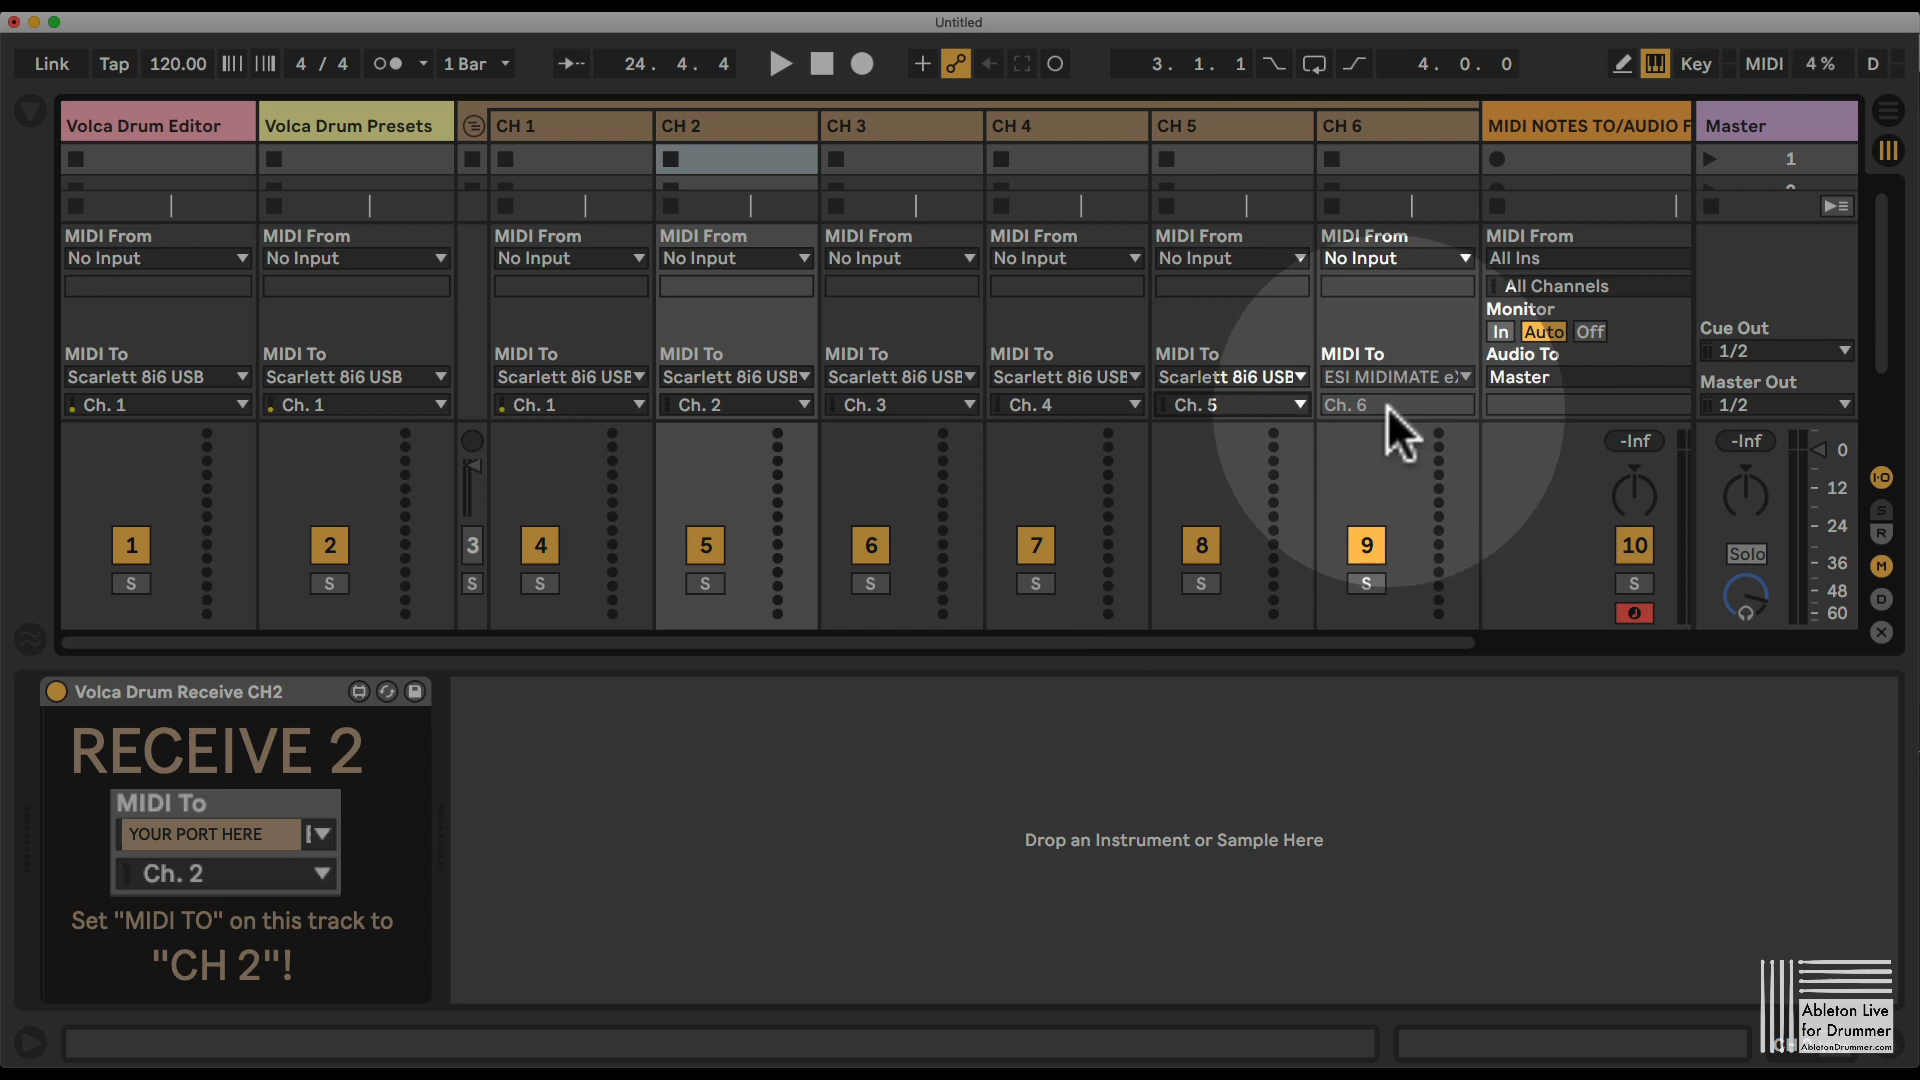 Untitled
Link Tap 120.00 4 / 4 1 Bar 24. 4. 4 3. 1. 1 4. 0. 0 Key MIDI 4 % D
Volca Drum Editor Volca Drum Presets CH 1 CH 2 CH 3 CH 4 CH 5 CH 6 MIDI NOTES TO/AUDIO F Master
1
MIDI From MIDI From MIDI From MIDI From MIDI From MIDI From MIDI From MIDI From MIDI From
No Input No Input No Input No Input No Input No Input No Input No Input All Ins
All Channels
Monitor
In Auto Off Cue Out
MIDI To MIDI To MIDI To MIDI To MIDI To MIDI To MIDI To MIDI To Audio To 1/2
Scarlett 8i6 USB Scarlett 8i6 USB Scarlett 8i6 USB Scarlett 8i6 USB Scarlett 8i6 USB Scarlett 8i6 USB Scarlett 8i6 USB ESI MIDIMATE Master Master Out
Ch. 1 Ch. 1 Ch. 1 Ch. 2 Ch. 3 Ch. 4 Ch. 5 Ch. 6 1/2
-Inf -Inf 0
12
24
36
48
60
1 2 3 4 5 6 7 8 9 10 Solo
S S S S S S S S S S
I·O
S
R
M
D
X
Volca Drum Receive CH2
RECEIVE 2
MIDI To
YOUR PORT HERE
Ch. 2
Set "MIDI TO" on this track to
"CH 2"!
Drop an Instrument or Sample Here
Ableton Live
for Drummer
AbletonDrummer.com